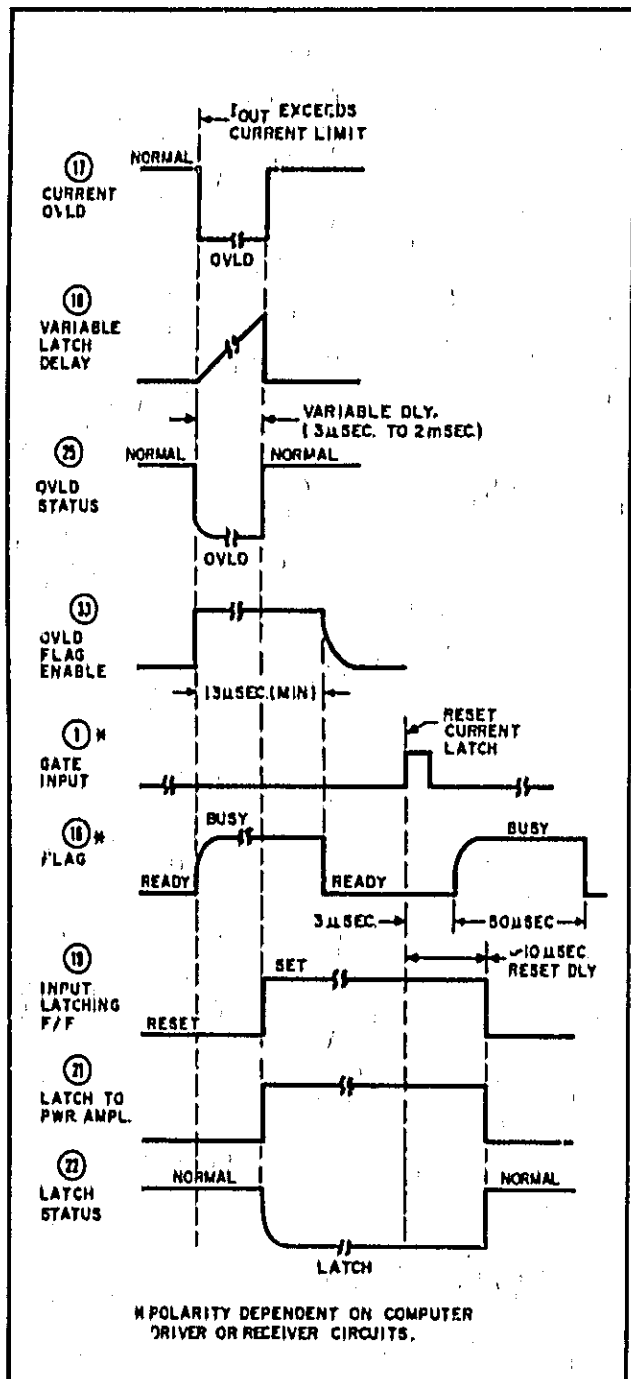 IOUT EXCEEDS
CURRENT LIMIT
NORMAL
17
CURRENT
OVLD
OVLD
18
VARIABLE
LATCH
DELAY
VARIABLE DLY.
(3µSEC. TO 2mSEC)
25
NORMAL
NORMAL
OVLD
STATUS
OVLD
33
OVLD
FLAG
ENABLE
13µSEC.(MIN)
RESET
CURRENT
LATCH
1*
GATE
INPUT
BUSY
BUSY
16*
FLAG
READY
READY
3µSEC.
50µSEC
~10µSEC
RESET DLY
19
SET
INPUT
LATCHING
F/F
RESET
21
LATCH TO
PWR AMPL.
22
NORMAL
NORMAL
LATCH
STATUS
LATCH
*POLARITY DEPENDENT ON COMPUTER
DRIVER OR RECEIVER CIRCUITS.